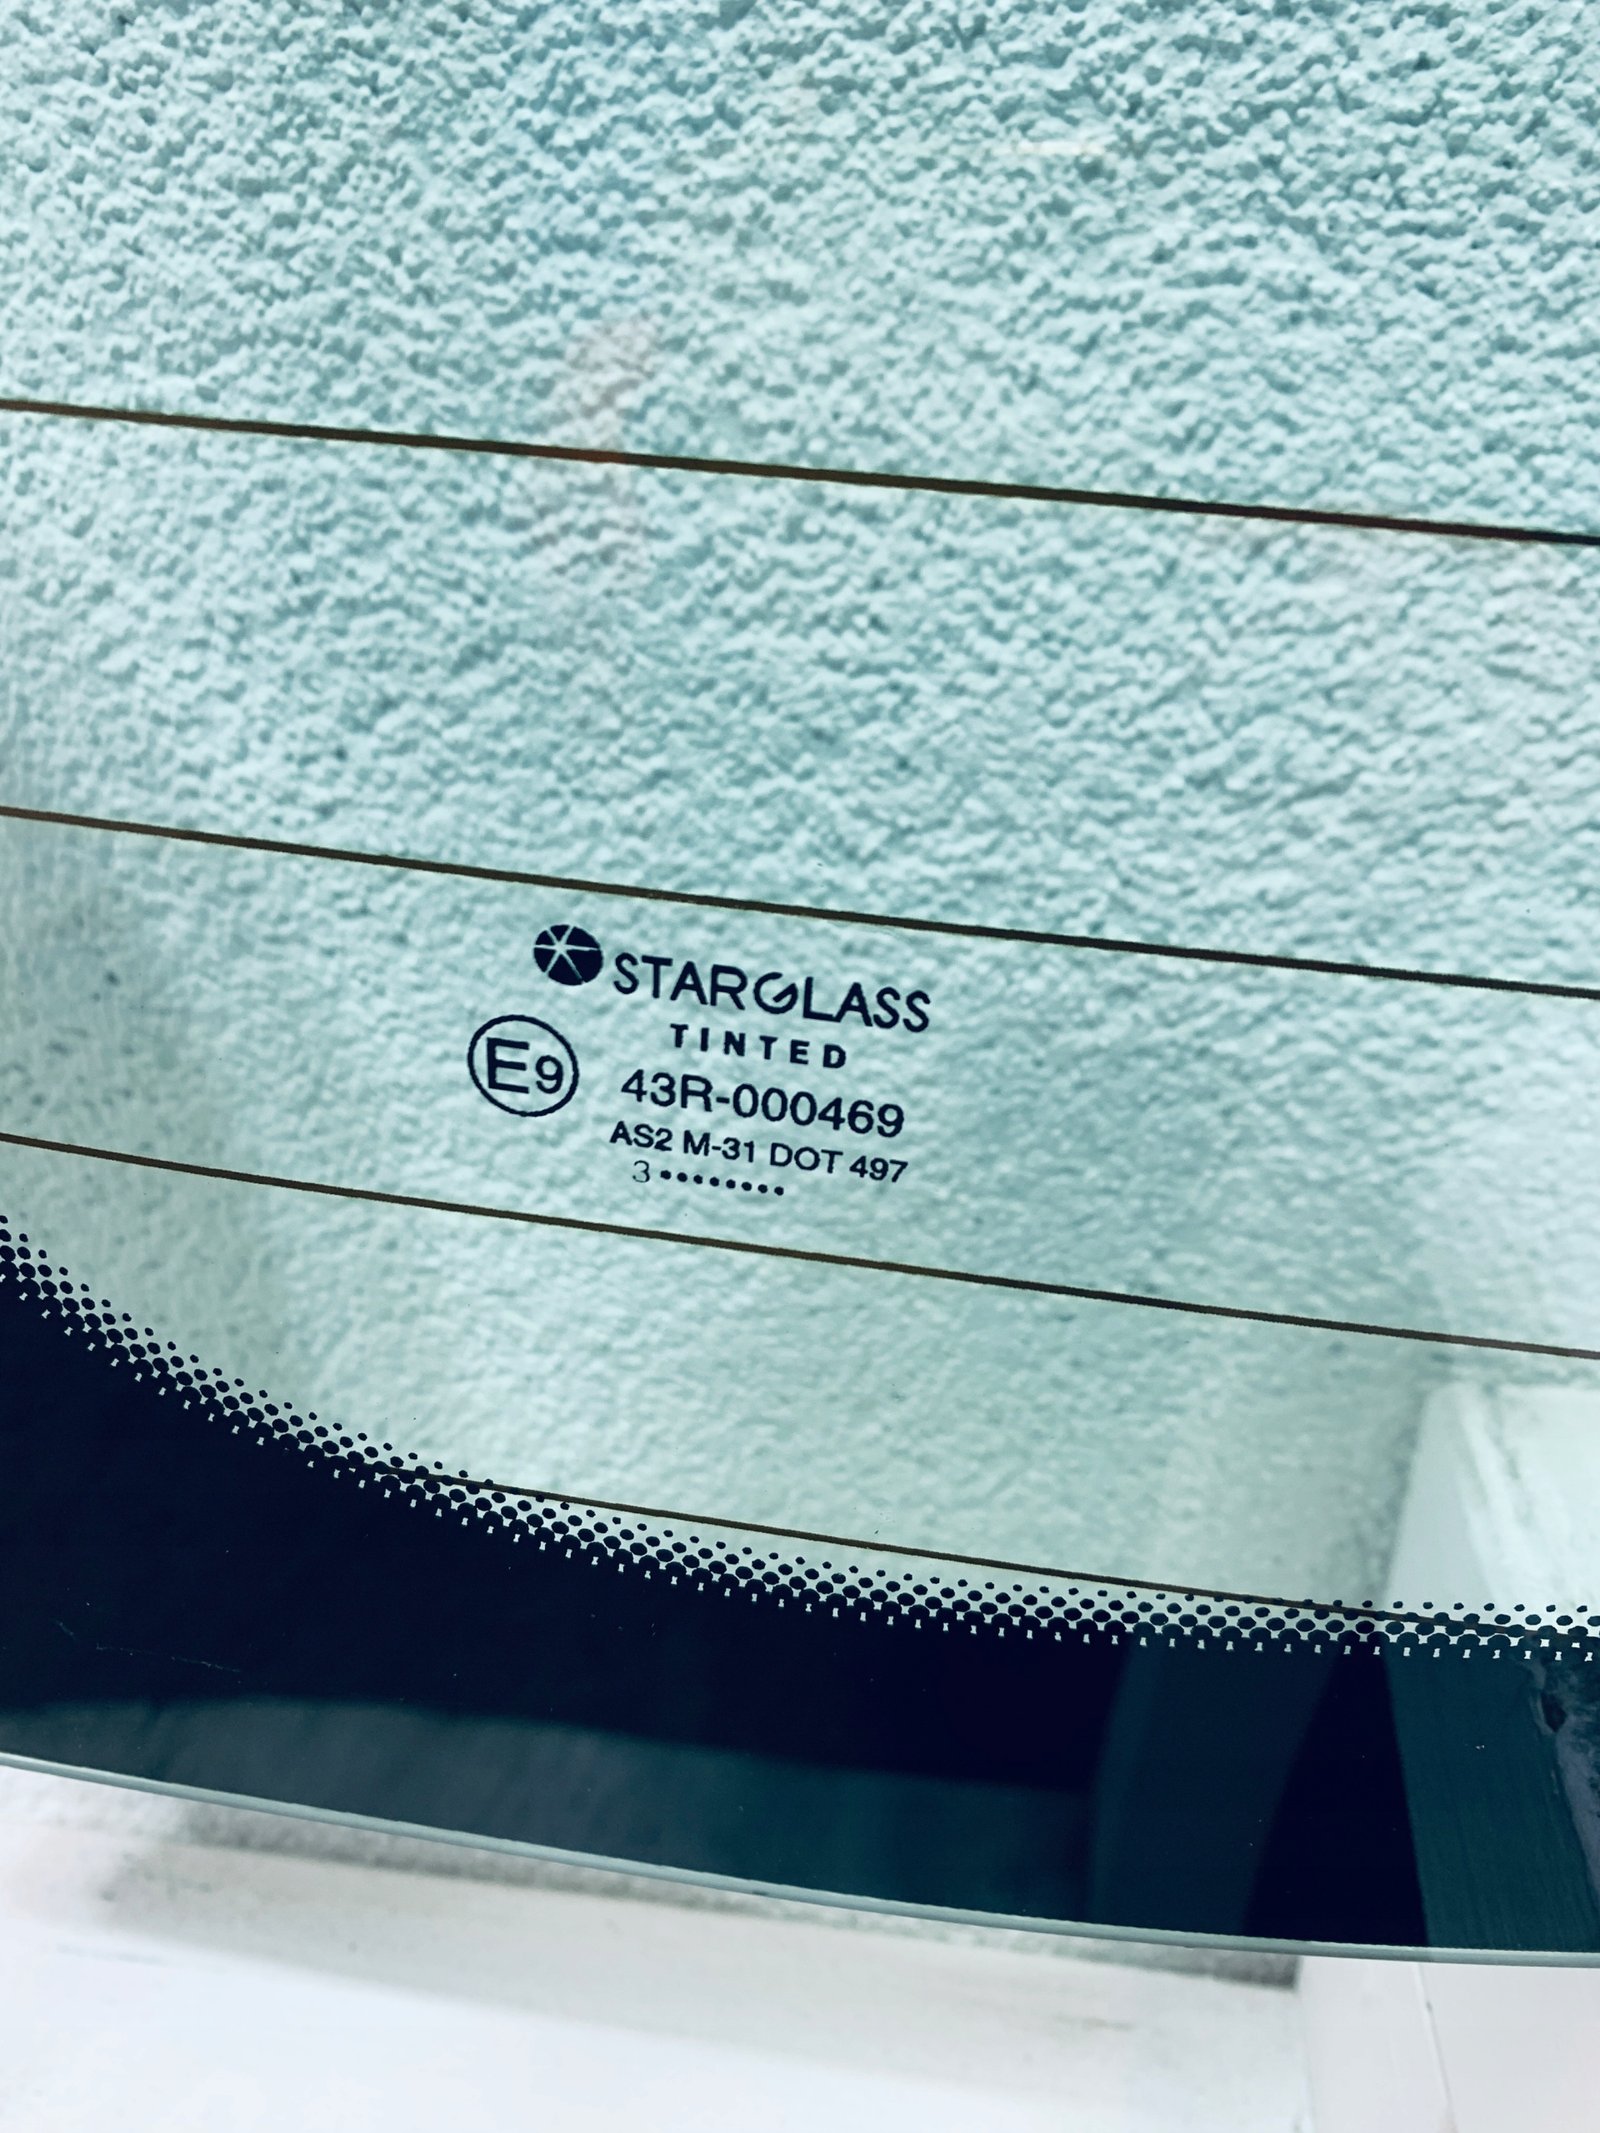 STARGLASS
TINTED
E9 43R-000469
AS2 M-31 DOT 497
3••••••••